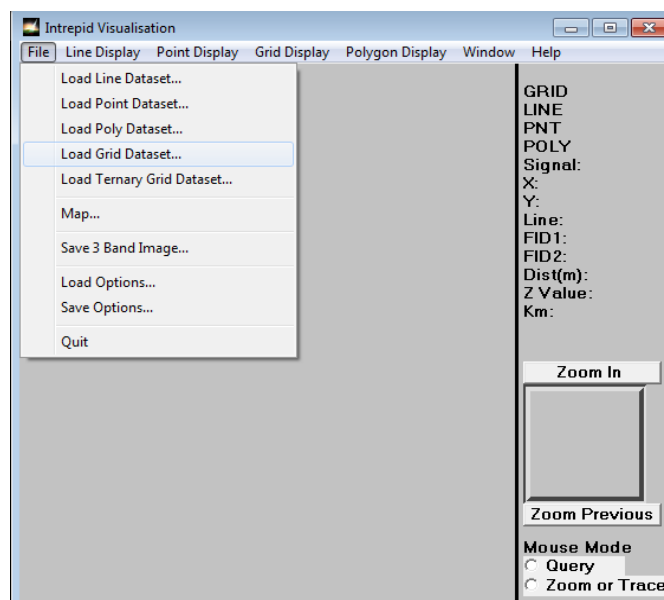 Intrepid Visualisation
File Line Display Point Display Grid Display Polygon Display Window Help
Load Line Dataset...
Load Point Dataset...
Load Poly Dataset...
Load Grid Dataset...
Load Ternary Grid Dataset...
Map...
Save 3 Band Image...
Load Options...
Save Options...
Quit
GRID
LINE
PNT
POLY
Signal:
X:
Y:
Line:
FID1:
FID2:
Dist(m):
Z Value:
Km:
Zoom In
Zoom Previous
Mouse Mode
Query
Zoom or Trace